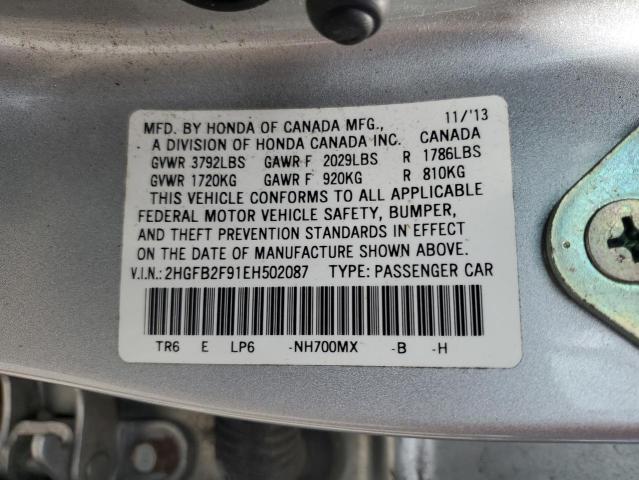 11/'13
MFD. BY HONDA OF CANADA MFG.,
A DIVISION OF HONDA CANADA INC. CANADA
GVWR 3792LBS GAWR F 2029LBS R 1786LBS
GVWR 1720KG GAWR F 920KG R 810KG
THIS VEHICLE CONFORMS TO ALL APPLICABLE
FEDERAL MOTOR VEHICLE SAFETY, BUMPER,
AND THEFT PREVENTION STANDARDS IN EFFECT
ON THE DATE OF MANUFACTURE SHOWN ABOVE.
V.I.N.: 2HGFB2F91EH502087 TYPE: PASSENGER CAR
TR6 E LP6 -NH700MX -B -H